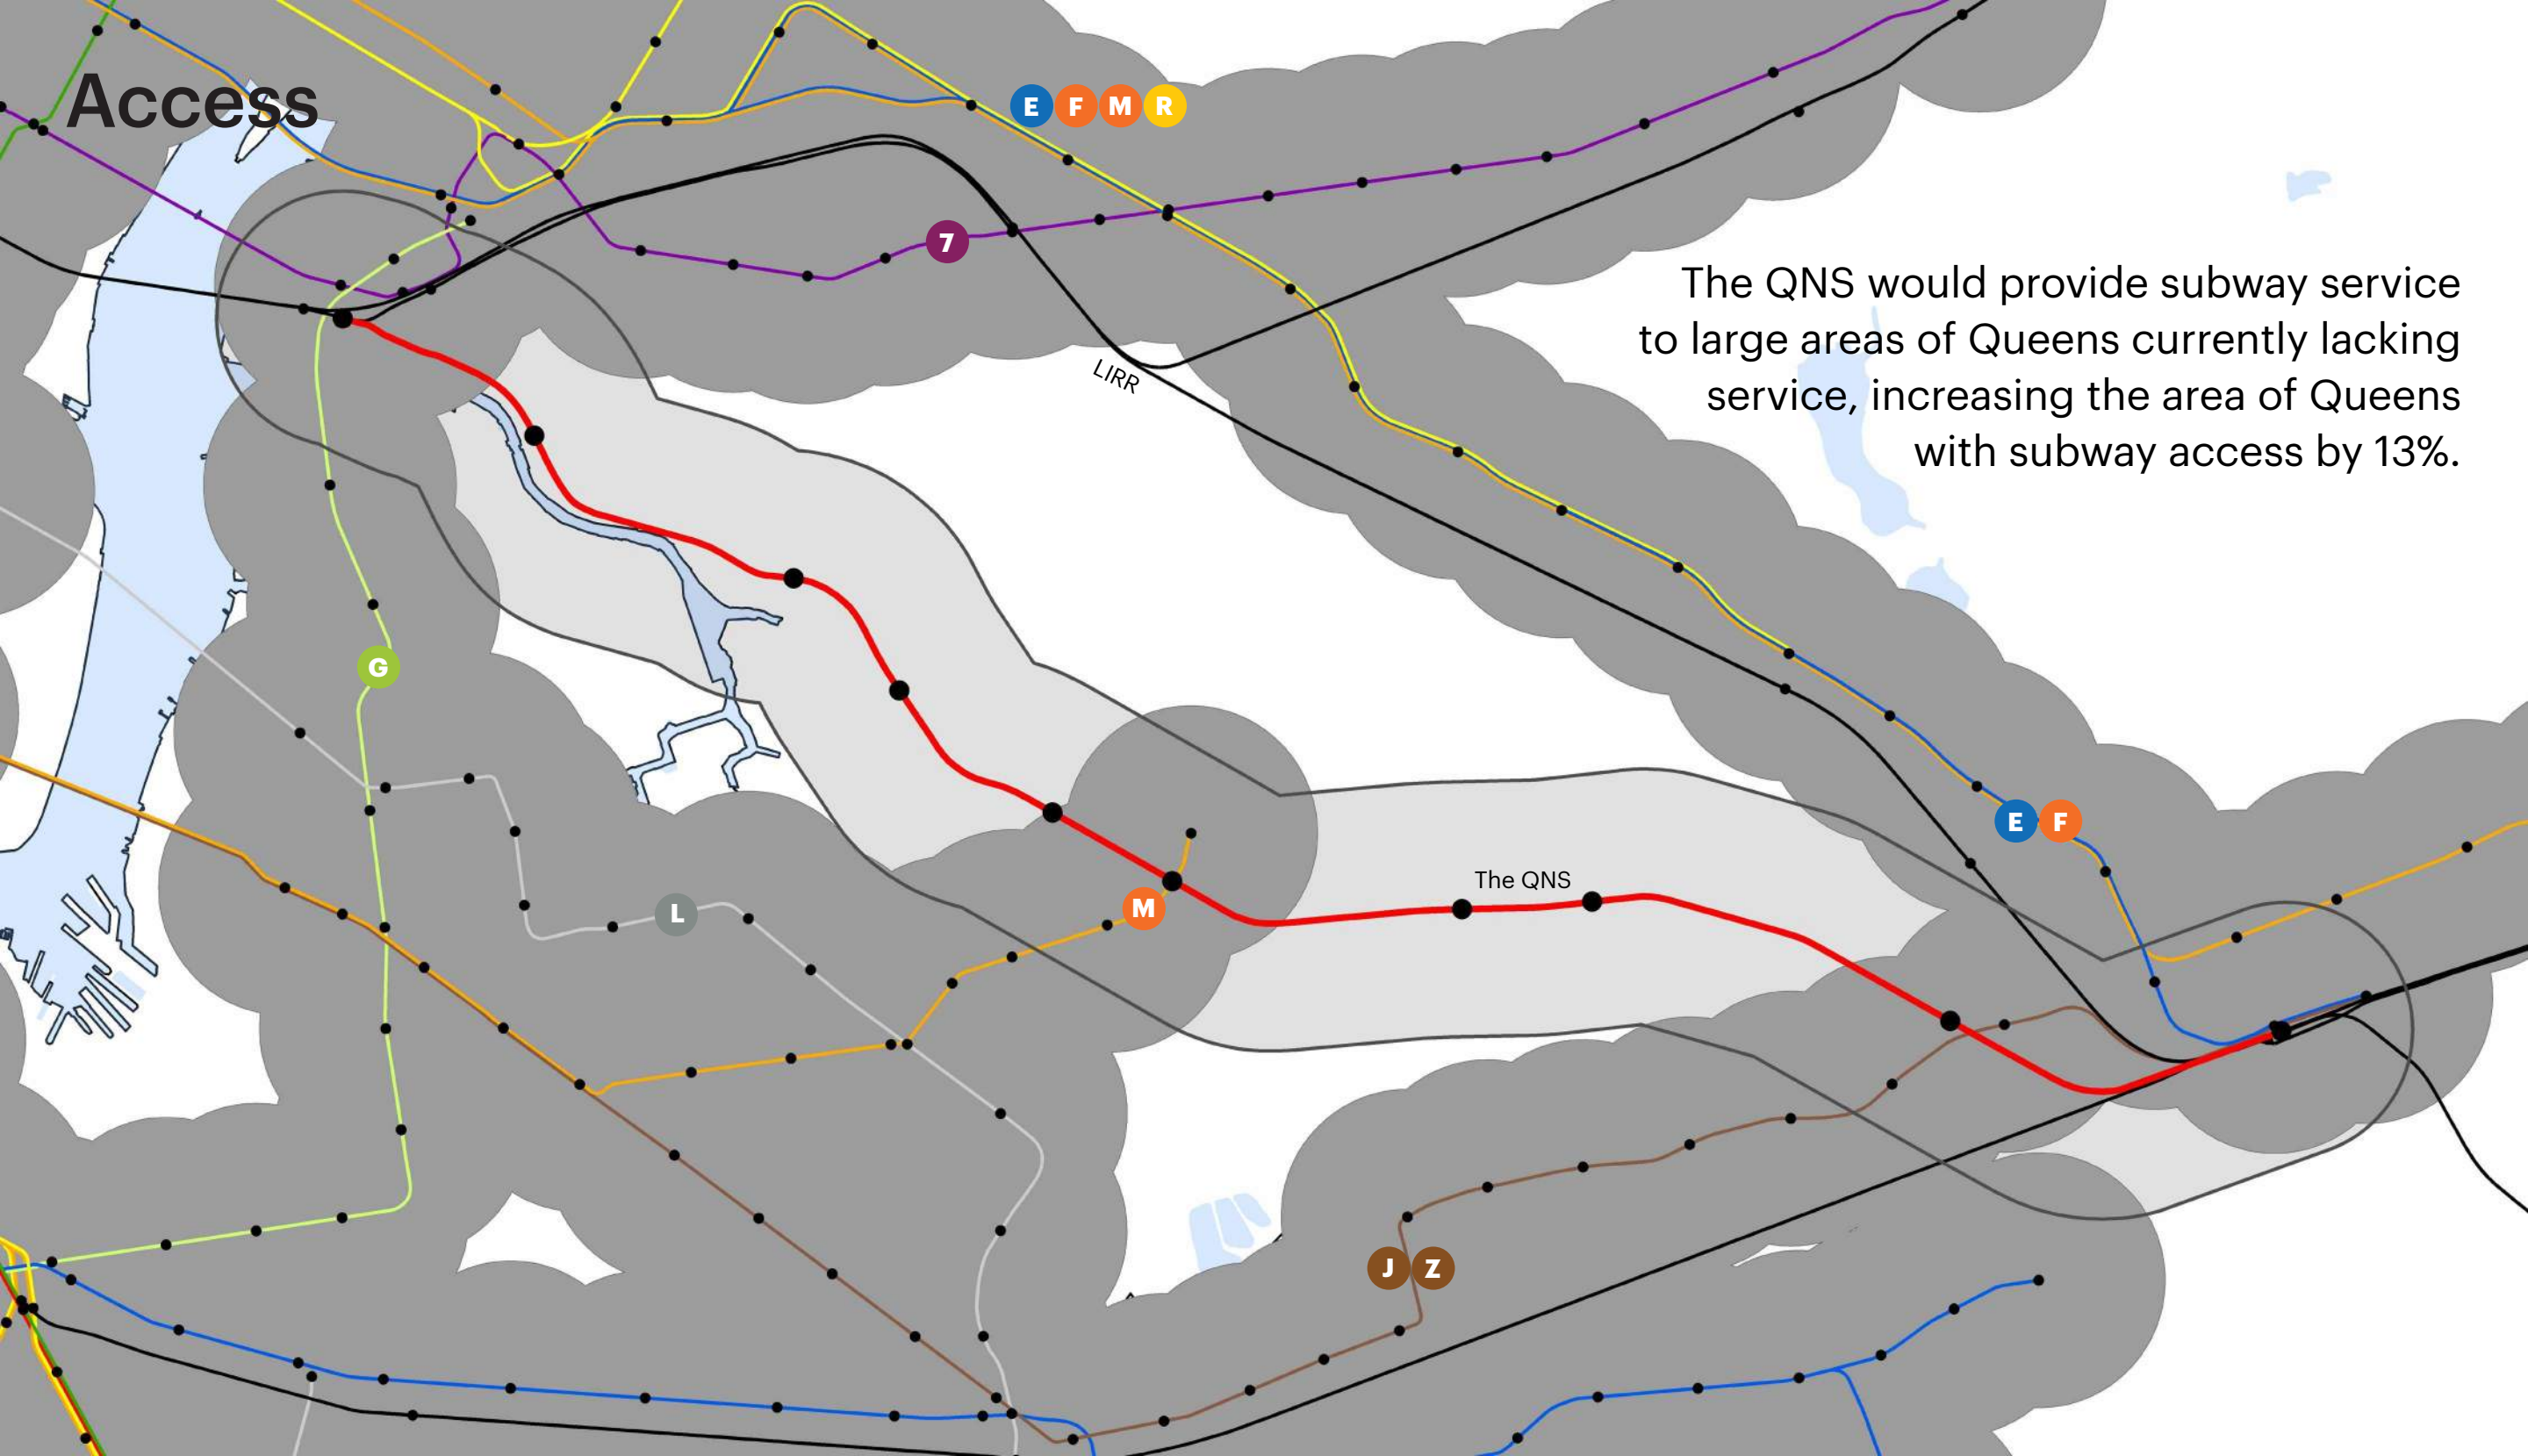 Access
E F M R
7
The QNS would provide subway service
to large areas of Queens currently lacking
service, increasing the area of Queens
with subway access by 13%.
LIRR
G
E F
The QNS
M
L
J Z